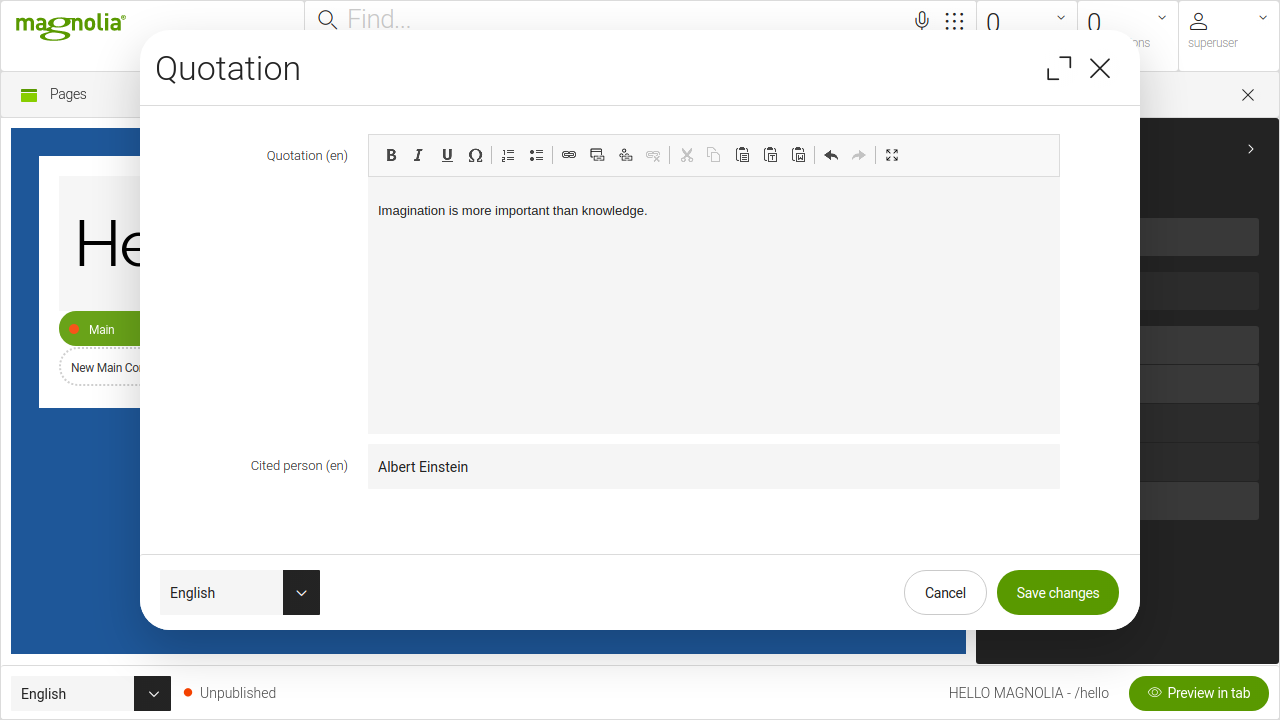 magnolia®
Find...
0
0
ons
superuser
Pages
Quotation
Quotation (en)
B I U Ω
Imagination is more important than knowledge.
Cited person (en)
Albert Einstein
He
Main
New Main Co
English
Cancel
Save changes
English
Unpublished
HELLO MAGNOLIA - /hello
Preview in tab